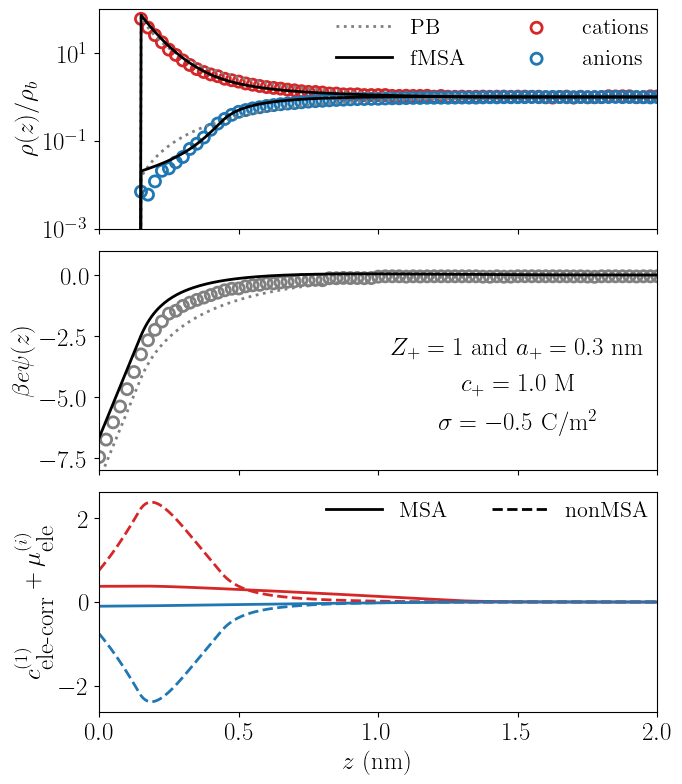 ρ(z)/ρ_b
10^1
10^{-1}
10^{-3}
PB
fMSA
cations
anions
βeψ(z)
0.0
−2.5
−5.0
−7.5
Z_+ = 1 and a_+ = 0.3 nm
c_+ = 1.0 M
σ = −0.5 C/m^2
c^{(1)}_{ele-corr} + μ^{(i)}_{ele}
2
0
−2
MSA
nonMSA
0.0 0.5 1.0 1.5 2.0
z (nm)